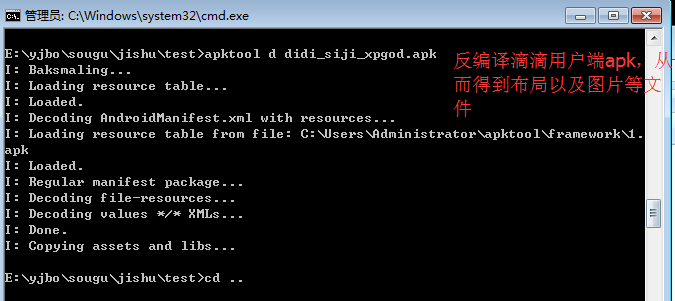 管理员: C:\Windows\system32\cmd.exe
E:\yjbo\sougu\jishu\test>apktool d didi_siji_xpgod.apk
I: Baksmaling...
I: Loading resource table...
I: Loaded.
I: Decoding AndroidManifest.xml with resources...
I: Loading resource table from file: C:\Users\Administrator\apktool\framework\1.
apk
I: Loaded.
I: Regular manifest package...
I: Decoding file-resources...
I: Decoding values */* XMLs...
I: Done.
I: Copying assets and libs...
E:\yjbo\sougu\jishu\test>cd ..
反编译滴滴用户端apk，从
而得到布局以及图片等文
件